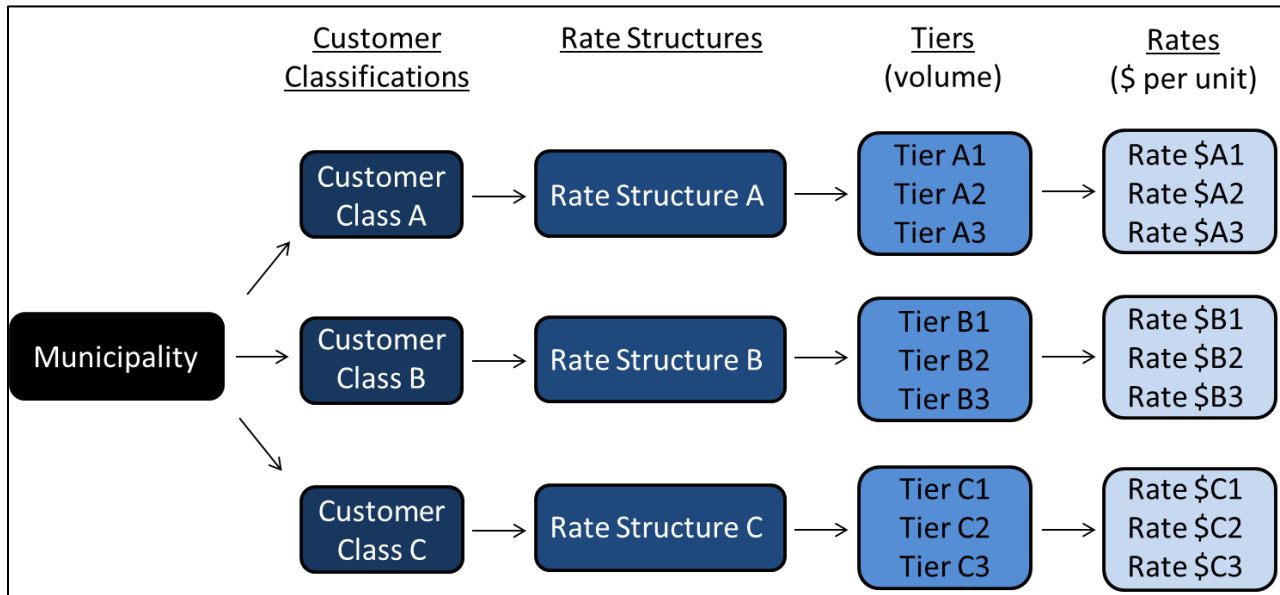 Customer
Classifications
Rate Structures
Tiers
(volume)
Rates
($ per unit)
Municipality
Customer
Class A
Rate Structure A
Tier A1
Tier A2
Tier A3
Rate $A1
Rate $A2
Rate $A3
Customer
Class B
Rate Structure B
Tier B1
Tier B2
Tier B3
Rate $B1
Rate $B2
Rate $B3
Customer
Class C
Rate Structure C
Tier C1
Tier C2
Tier C3
Rate $C1
Rate $C2
Rate $C3